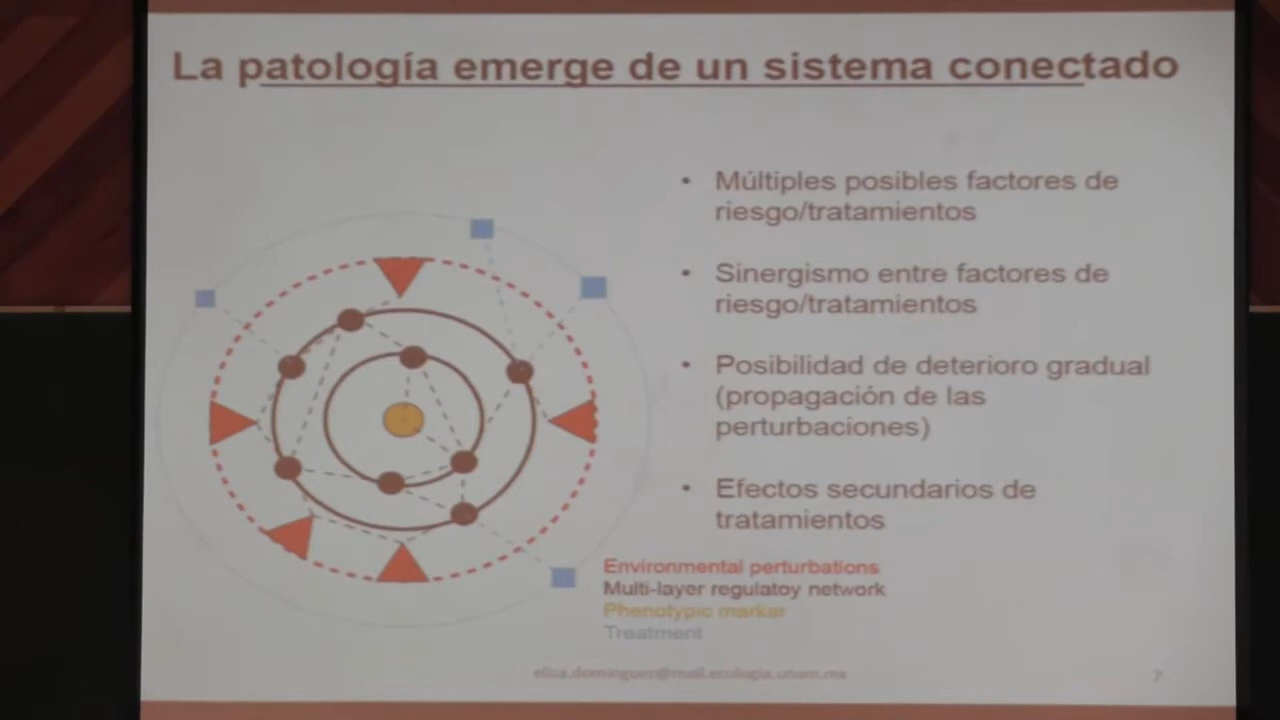 La patología emerge de un sistema conectado
• Múltiples posibles factores de
riesgo/tratamientos
• Sinergismo entre factores de
riesgo/tratamientos
• Posibilidad de deterioro gradual
(propagación de las
perturbaciones)
• Efectos secundarios de
tratamientos
Environmental perturbations
Multi-layer regulatoy network
Phenotypic marker
Treatment
elisa.dominguez@mail.ecologia.unam.mx
7